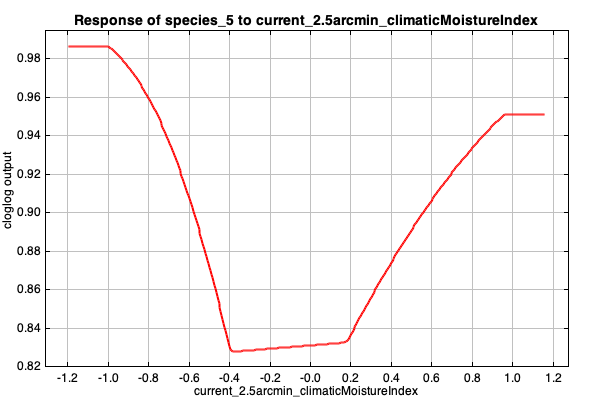 Response of species_5 to current_2.5arcmin_climaticMoistureIndex
cloglog output
0.98
0.96
0.94
0.92
0.90
0.88
0.86
0.84
0.82
-1.2 -1.0 -0.8 -0.6 -0.4 -0.2 -0.0 0.2 0.4 0.6 0.8 1.0 1.2
current_2.5arcmin_climaticMoistureIndex